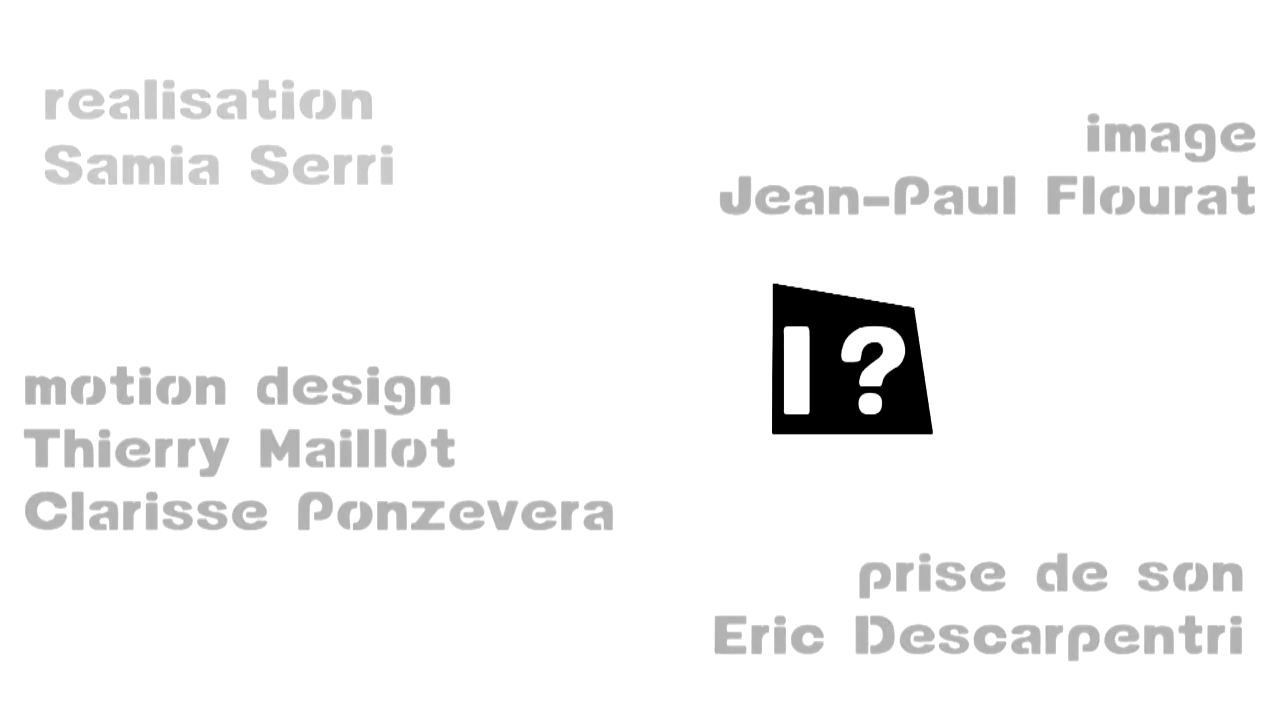 realisation
Samia Serri
image
Jean-Paul Flourat
I ?
motion design
Thierry Maillot
Clarisse Ponzevera
prise de son
Eric Descarpentri